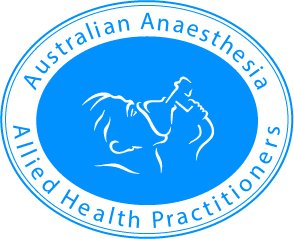 Australian Anaesthesia
Allied Health Practitioners